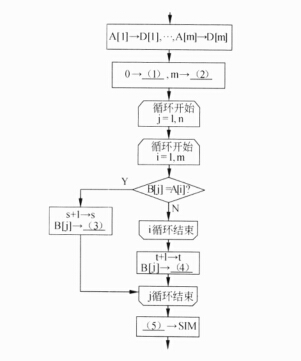 A[1]→D[1],…,A[m]→D[m]
0→(1),m→(2)
循环开始
j=1,n
循环开始
i=1,m
B[j]=A[i]?
Y
N
s+1→s
B[j]→(3)
i循环结束
t+1→t
B[j]→(4)
j循环结束
(5)→SIM